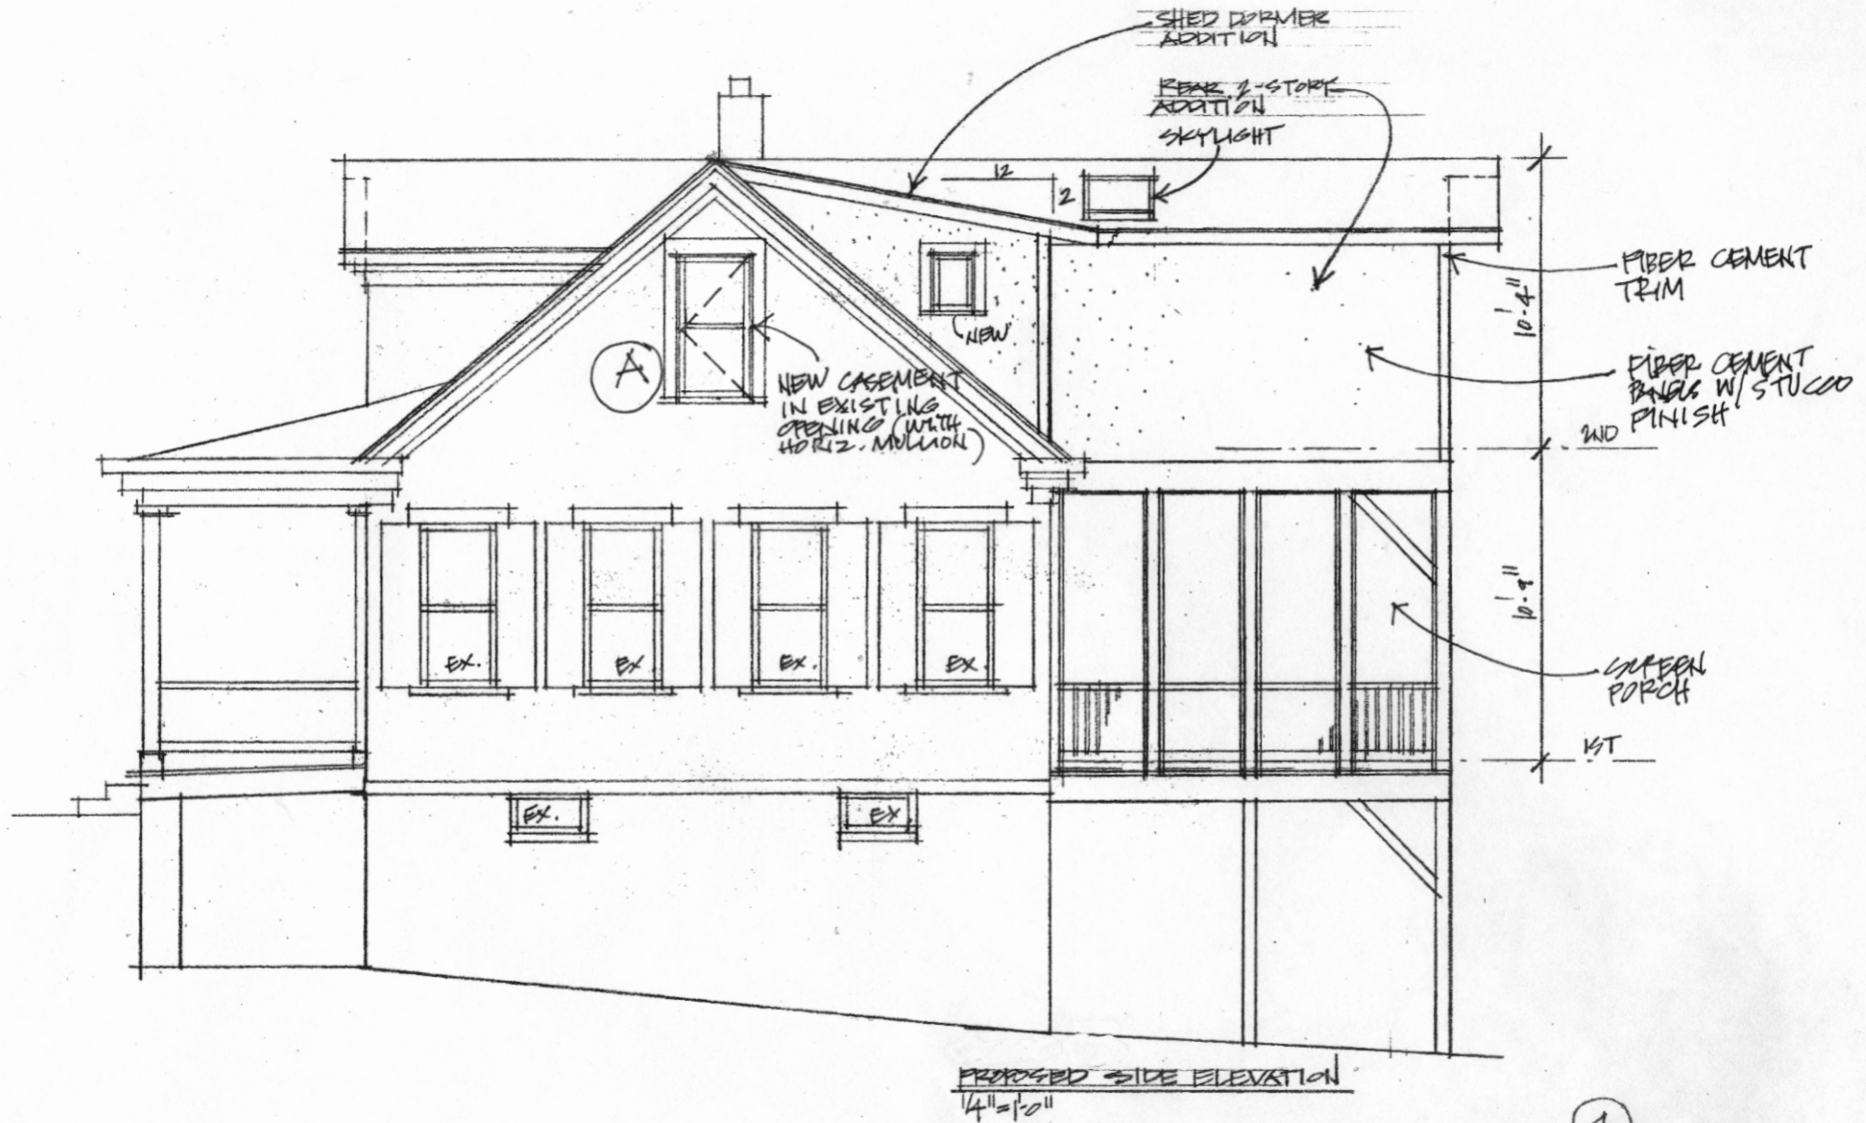 SHED DORMER
ADDITION
REAR 2-STORY
ADDITION
SKYLIGHT
12
2
FIBER CEMENT
TRIM
10'-4"
NEW
A
NEW CASEMENT
IN EXISTING
OPENING (WITH
HORIZ. MULLION)
FIBER CEMENT
PANELS W/ STUCCO
FINISH
2ND
10'-9"
EX.
EX.
EX.
EX.
SCREEN
PORCH
1ST
EX.
EX.
PROPOSED SIDE ELEVATION
1/4"=1'-0"